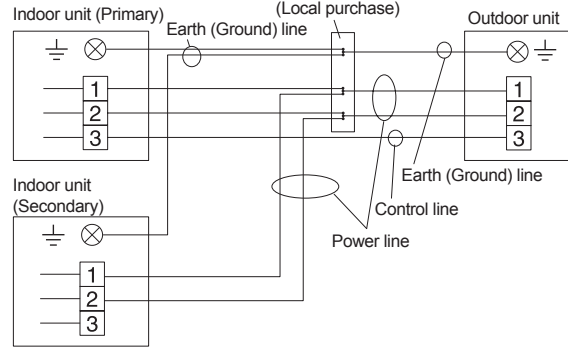 Indoor unit (Primary)
Earth (Ground) line
(Local purchase)
Outdoor unit
1
2
3
1
2
3
Earth (Ground) line
Control line
Power line
Indoor unit
(Secondary)
1
2
3